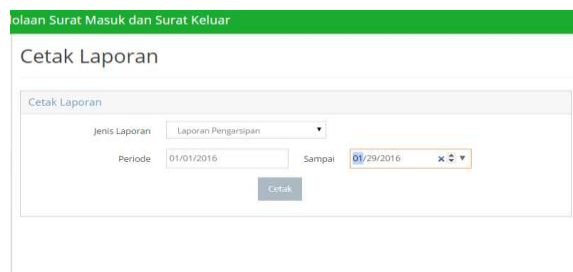 olaan Surat Masuk dan Surat Keluar
Cetak Laporan
Cetak Laporan
Jenis Laporan Laporan Pengarsipan
Periode 01/01/2016 Sampai 01/29/2016
Cetak